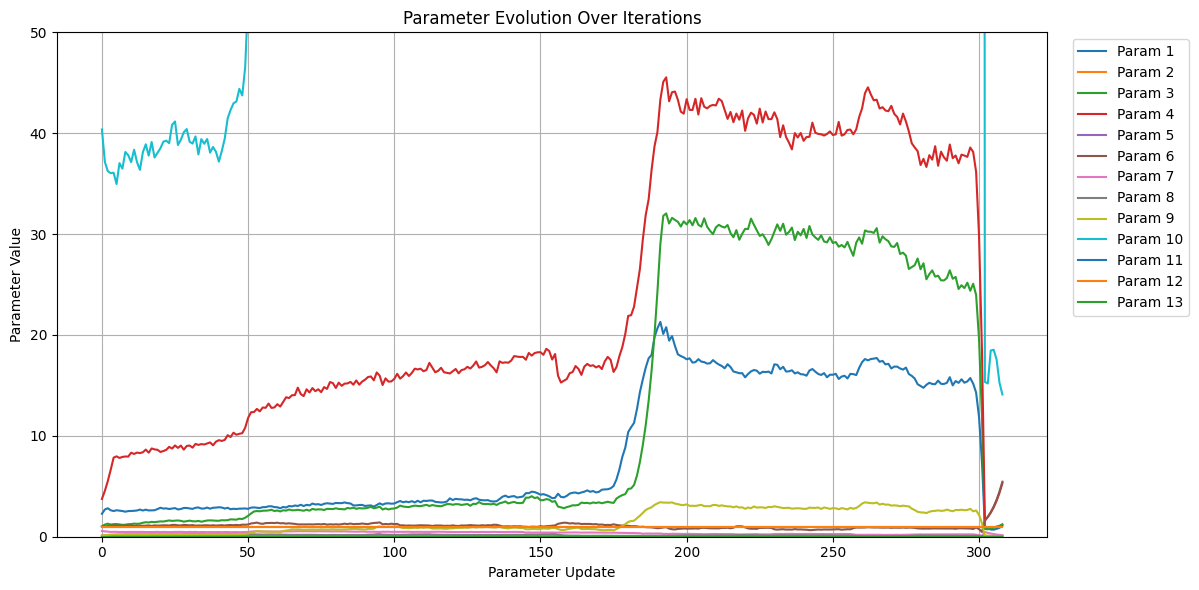 Parameter Evolution Over Iterations
50
40
30
20
10
0
Parameter Value
0
50
100
150
200
250
300
Parameter Update
Param 1
Param 2
Param 3
Param 4
Param 5
Param 6
Param 7
Param 8
Param 9
Param 10
Param 11
Param 12
Param 13